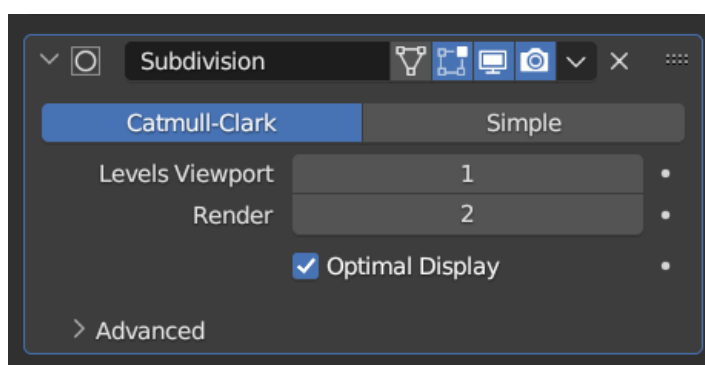 Subdivision
Catmull-Clark Simple
Levels Viewport 1
Render 2
Optimal Display
Advanced